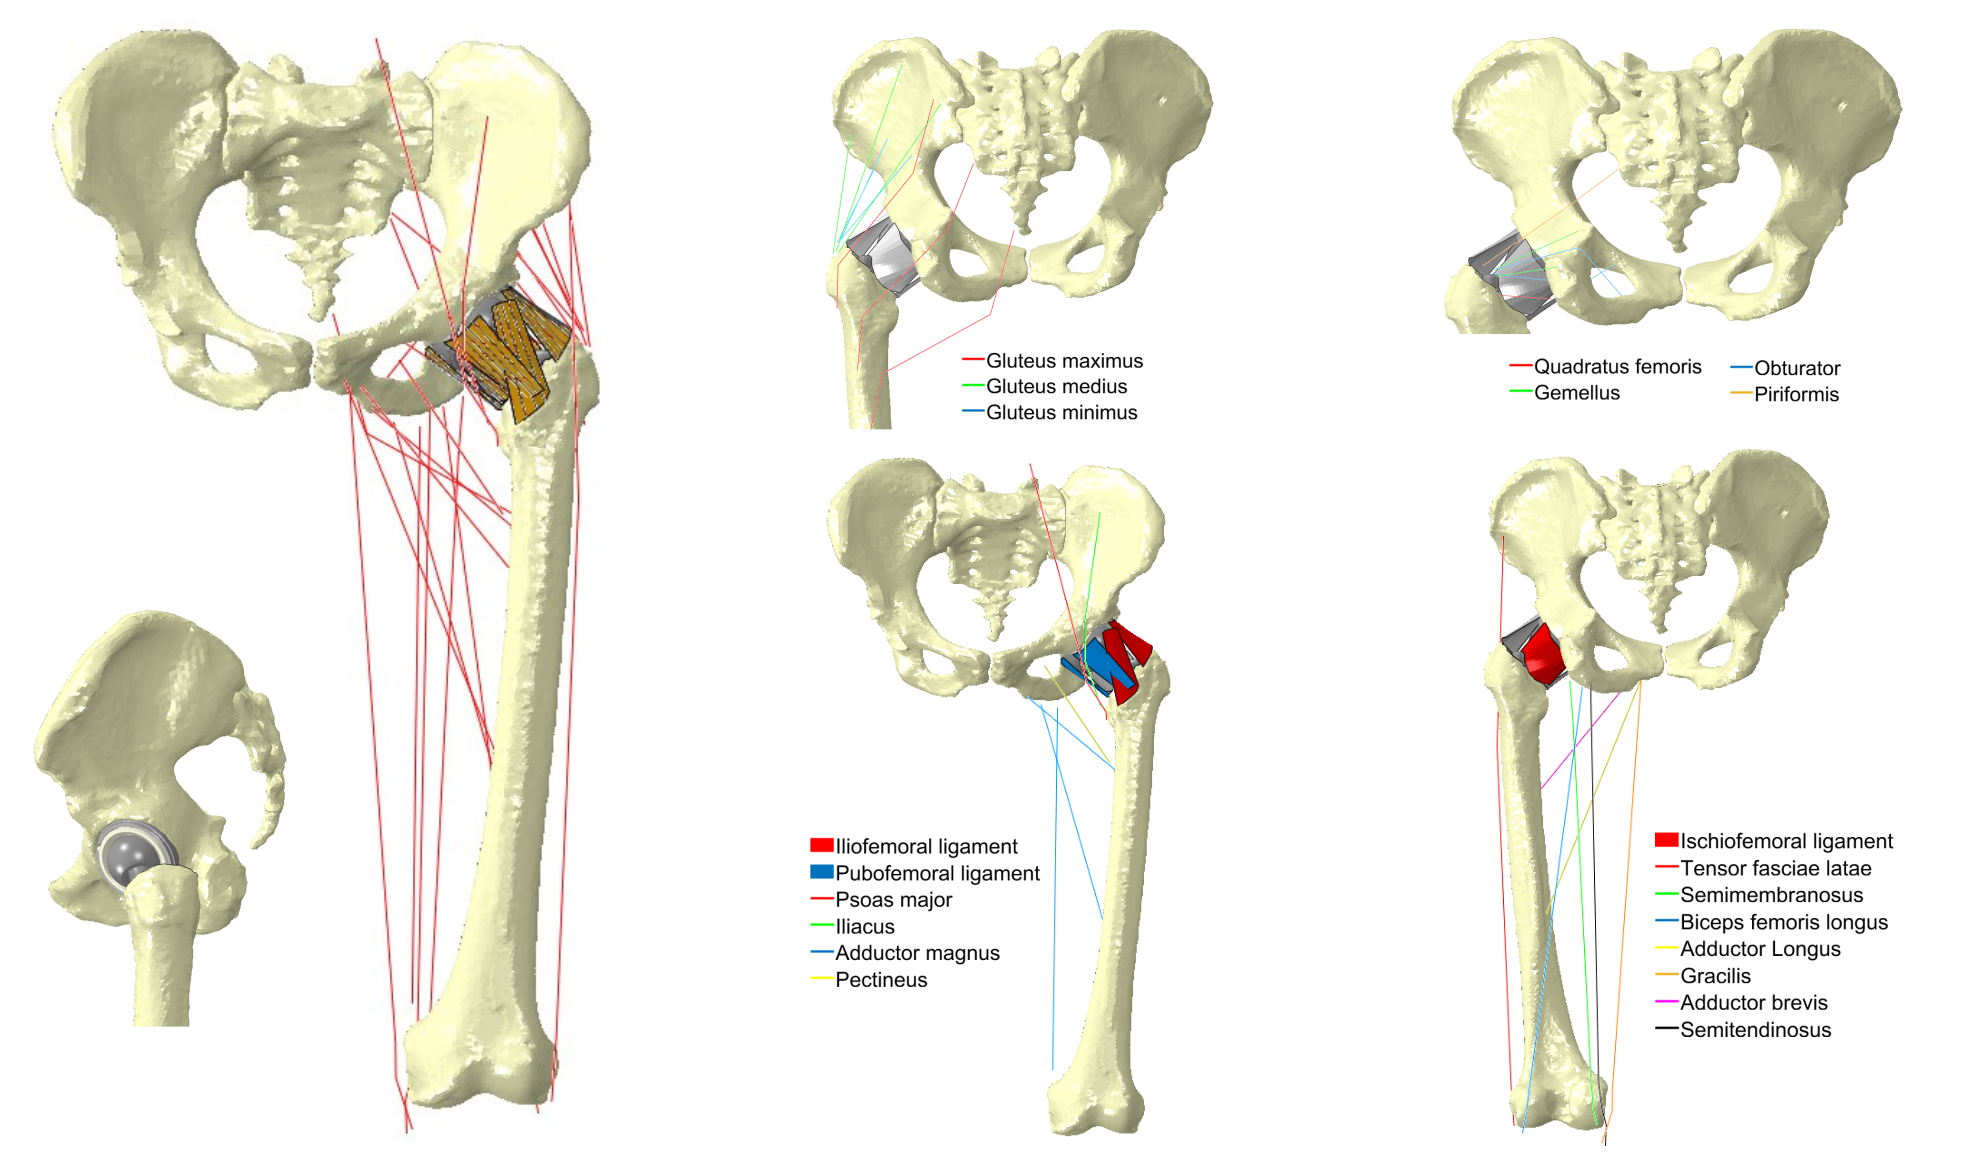 Gluteus maximus
Gluteus medius
Gluteus minimus
Quadratus femoris
Gemellus
Obturator
Piriformis
Iliofemoral ligament
Pubofemoral ligament
Psoas major
Iliacus
Adductor magnus
Pectineus
Ischiofemoral ligament
Tensor fasciae latae
Semimembranosus
Biceps femoris longus
Adductor Longus
Gracilis
Adductor brevis
Semitendinosus